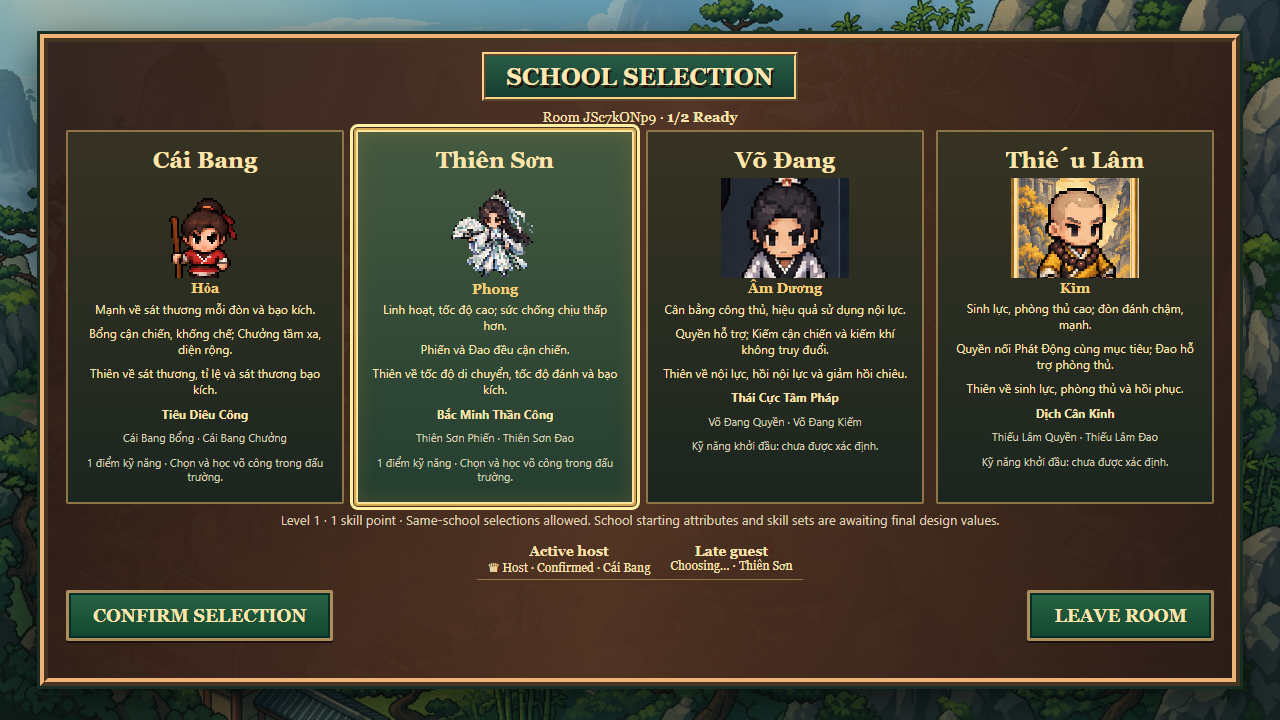 SCHOOL SELECTION
Room JSc7kONp9 · 1/2 Ready
Cái Bang
Hỏa
Mạnh về sát thương mỗi đòn và bạo kích.
Bổng cận chiến, khống chế; Chưởng tầm xa,
diện rộng.
Thiên về sát thương, tỉ lệ và sát thương bạo
kích.
Tiêu Diêu Công
Cái Bang Bổng · Cái Bang Chưởng
1 điểm kỹ năng · Chọn và học võ công trong đấu
trường.
Thiên Sơn
Phong
Linh hoạt, tốc độ cao; sức chống chịu thấp
hơn.
Phiến và Đao đều cận chiến.
Thiên về tốc độ di chuyển, tốc độ đánh và bạo
kích.
Bắc Minh Thần Công
Thiên Sơn Phiến · Thiên Sơn Đao
1 điểm kỹ năng · Chọn và học võ công trong đấu
trường.
Võ Đang
Âm Dương
Cân bằng công thủ, hiệu quả sử dụng nội lực.
Quyền hỗ trợ; Kiếm cận chiến và kiếm khí
không truy đuổi.
Thiên về nội lực, hồi nội lực và giảm hồi chiêu.
Thái Cực Tâm Pháp
Võ Đang Quyền · Võ Đang Kiếm
Kỹ năng khởi đầu: chưa được xác định.
Thiếu Lâm
Kim
Sinh lực, phòng thủ cao; đòn đánh chậm,
mạnh.
Quyền nối Phát Động cùng mục tiêu; Đao hỗ
trợ phòng thủ.
Thiên về sinh lực, phòng thủ và hồi phục.
Dịch Cân Kinh
Thiếu Lâm Quyền · Thiếu Lâm Đao
Kỹ năng khởi đầu: chưa được xác định.
Level 1 · 1 skill point · Same-school selections allowed. School starting attributes and skill sets are awaiting final design values.
Active host
♛ Host · Confirmed · Cái Bang
Late guest
Choosing... · Thiên Sơn
CONFIRM SELECTION
LEAVE ROOM